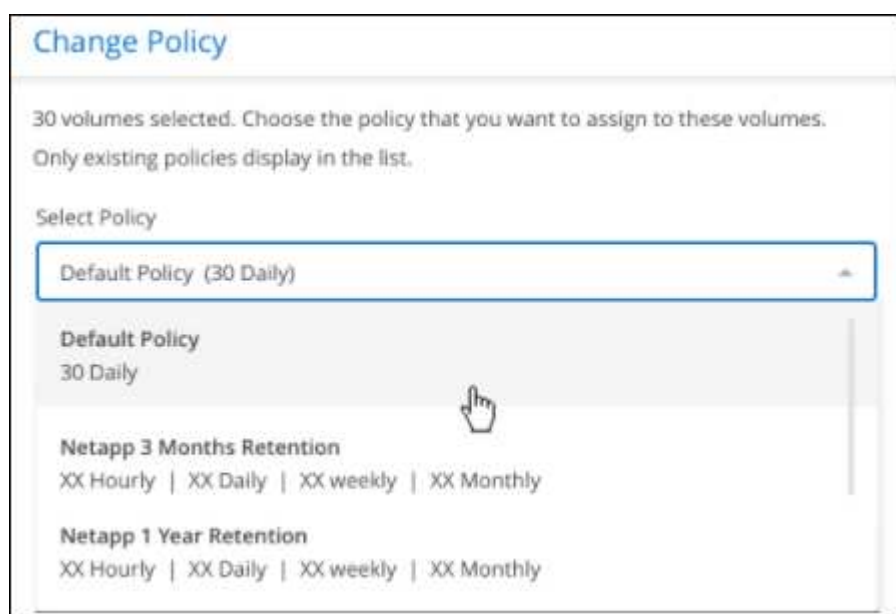 Change Policy
30 volumes selected. Choose the policy that you want to assign to these volumes.
Only existing policies display in the list.
Select Policy
Default Policy (30 Daily)
Default Policy
30 Daily
Netapp 3 Months Retention
XX Hourly | XX Daily | XX weekly | XX Monthly
Netapp 1 Year Retention
XX Hourly | XX Daily | XX weekly | XX Monthly